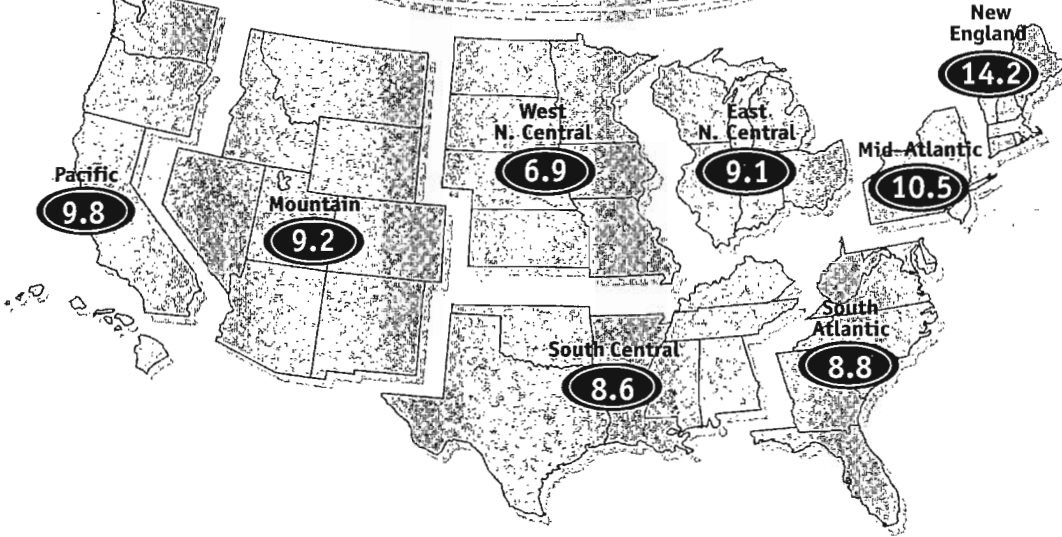 New
England
14.2
West
N. Central
6.9
East
N. Central
9.1
Mid-Atlantic
10.5
Pacific
9.8
Mountain
9.2
South
Atlantic
8.8
South Central
8.6